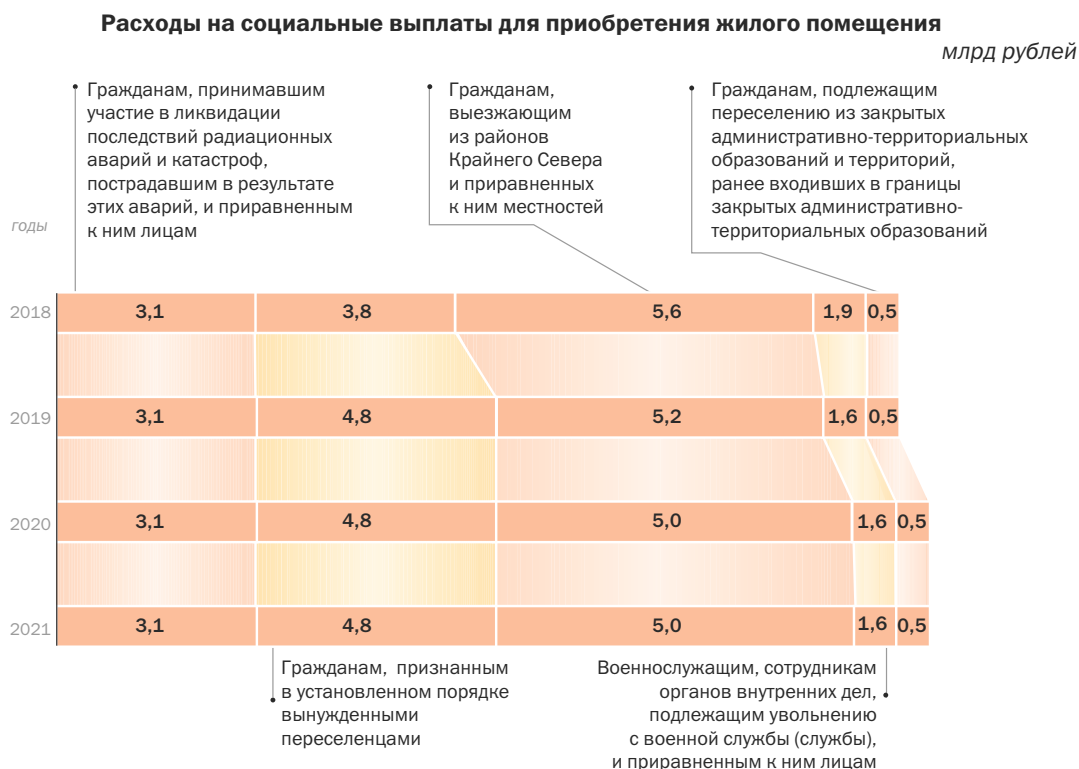 Расходы на социальные выплаты для приобретения жилого помещения
млрд рублей
Гражданам, принимавшим
участие в ликвидации
последствий радиационных
аварий и катастроф,
пострадавшим в результате
этих аварий, и приравненным
к ним лицам
Гражданам,
выезжающим
из районов
Крайнего Севера
и приравненных
к ним местностей
Гражданам, подлежащим
переселению из закрытых
административно-территориальных
образований и территорий,
ранее входивших в границы
закрытых административно-
территориальных образований
годы
2018 3,1 3,8 5,6 1,9 0,5
2019 3,1 4,8 5,2 1,6 0,5
2020 3,1 4,8 5,0 1,6 0,5
2021 3,1 4,8 5,0 1,6 0,5
Гражданам, признанным
в установленном порядке
вынужденными
переселенцами
Военнослужащим, сотрудникам
органов внутренних дел,
подлежащим увольнению
с военной службы (службы),
и приравненным к ним лицам